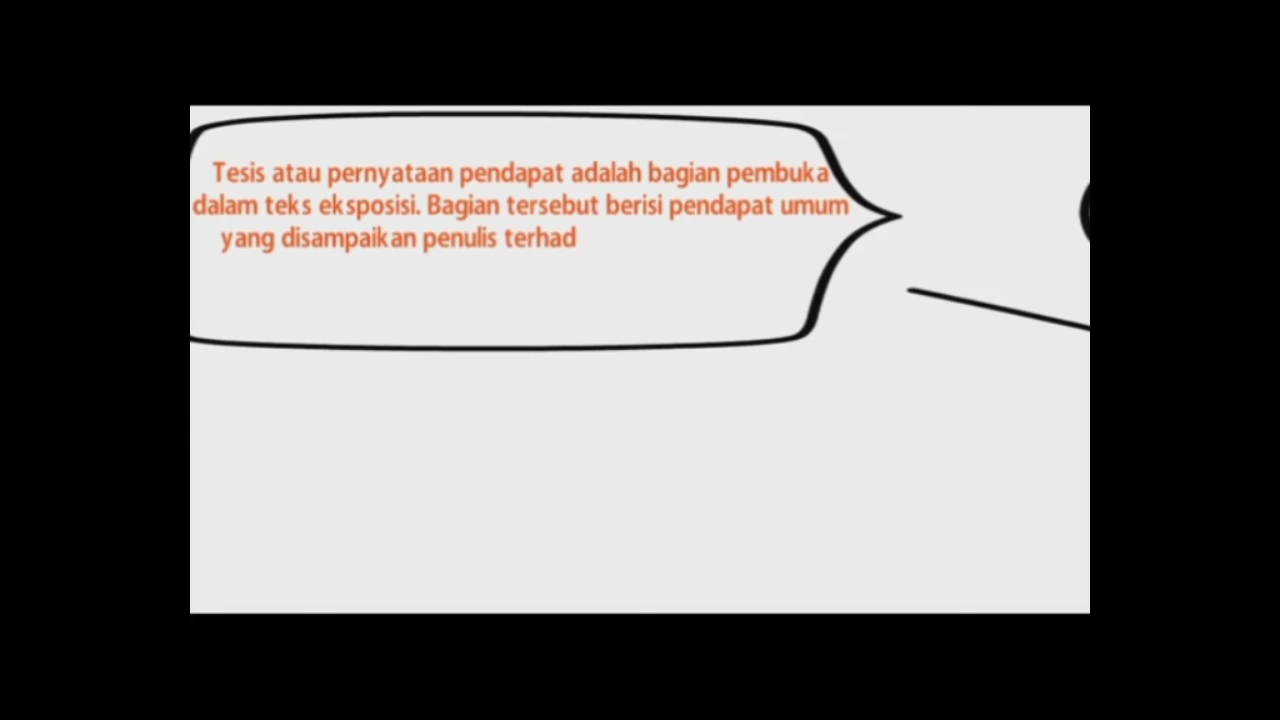 Tesis atau pernyataan pendapat adalah bagian pembuka
dalam teks eksposisi. Bagian tersebut berisi pendapat umum
yang disampaikan penulis terhad